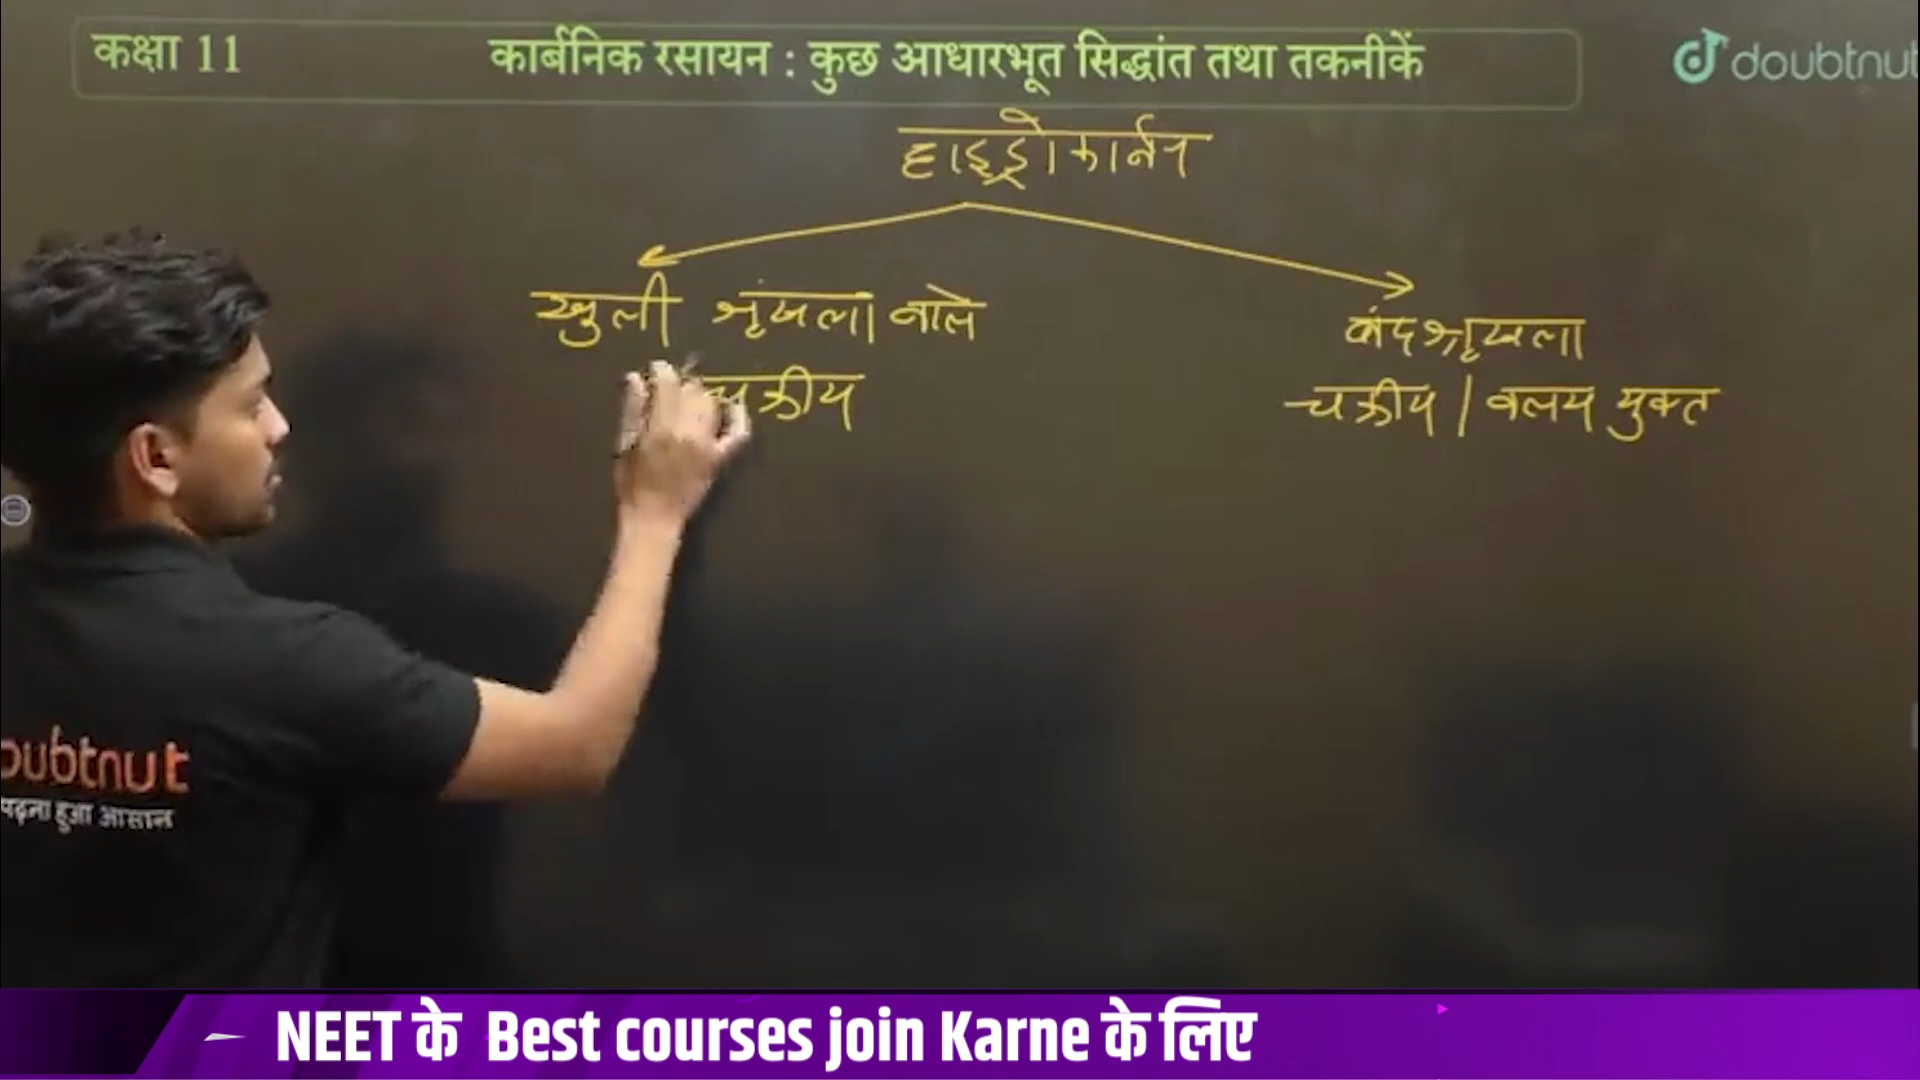 कक्षा 11
कार्बनिक रसायन : कुछ आधारभूत सिद्धांत तथा तकनीकें
doubtnut
हाइड्रोकार्बन
खुली श्रृंखला वाले
बंद श्रृंखला
चक्रीय
चक्रीय / वलय युक्त
oubtnut
पढ़ना हुआ आसान
NEET के Best courses join Karne के लिए